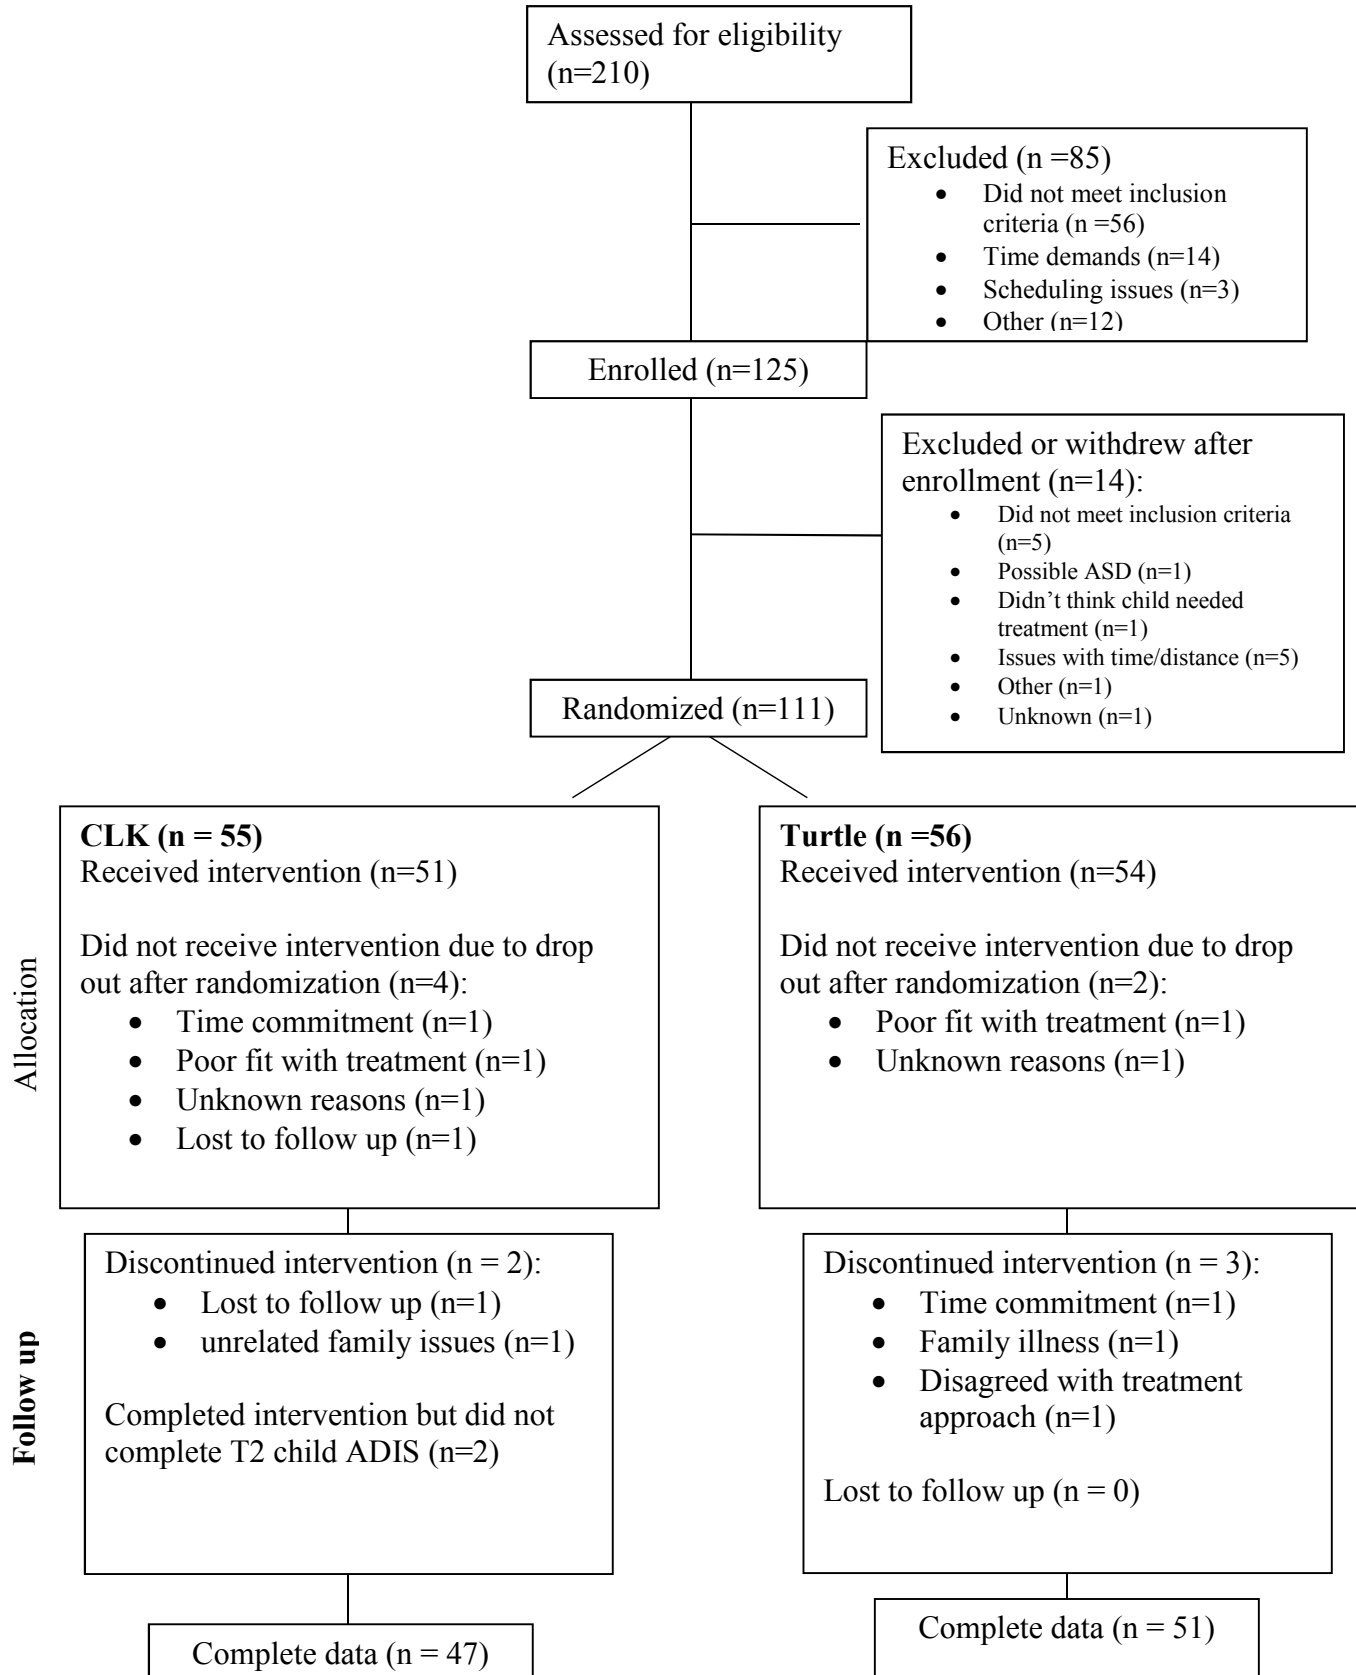 Assessed for eligibility
(n=210)
Excluded (n =85)
• Did not meet inclusion
criteria (n =56)
• Time demands (n=14)
• Scheduling issues (n=3)
• Other (n=12)
Enrolled (n=125)
Excluded or withdrew after
enrollment (n=14):
• Did not meet inclusion criteria
(n=5)
• Possible ASD (n=1)
• Didn’t think child needed
treatment (n=1)
• Issues with time/distance (n=5)
• Other (n=1)
• Unknown (n=1)
Randomized (n=111)
Allocation
CLK (n = 55)
Received intervention (n=51)
Did not receive intervention due to drop
out after randomization (n=4):
• Time commitment (n=1)
• Poor fit with treatment (n=1)
• Unknown reasons (n=1)
• Lost to follow up (n=1)
Turtle (n =56)
Received intervention (n=54)
Did not receive intervention due to drop
out after randomization (n=2):
• Poor fit with treatment (n=1)
• Unknown reasons (n=1)
Follow up
Discontinued intervention (n = 2):
• Lost to follow up (n=1)
• unrelated family issues (n=1)
Completed intervention but did not
complete T2 child ADIS (n=2)
Discontinued intervention (n = 3):
• Time commitment (n=1)
• Family illness (n=1)
• Disagreed with treatment
approach (n=1)
Lost to follow up (n = 0)
Complete data (n = 47)
Complete data (n = 51)